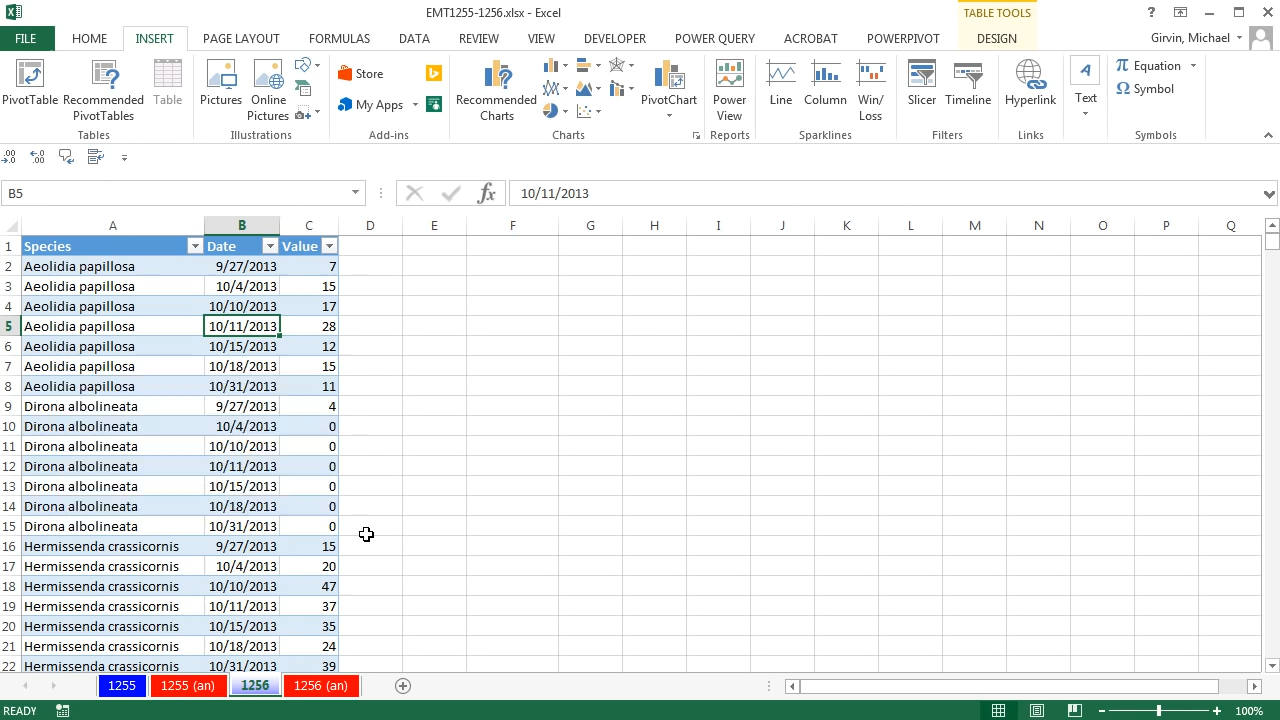 EMT1255-1256.xlsx - Excel
TABLE TOOLS
?
FILE HOME INSERT PAGE LAYOUT FORMULAS DATA REVIEW VIEW DEVELOPER POWER QUERY ACROBAT POWERPIVOT DESIGN Girvin, Michael
PivotTable Recommended PivotTables Table
Tables
Pictures Online Pictures
Illustrations
Store
My Apps
Add-ins
Recommended Charts
PivotChart
Charts
Power View
Reports
Line Column Win/ Loss
Sparklines
Slicer Timeline
Filters
Hyperlink
Links
A
Text
π Equation
Ω Symbol
Symbols
B5 fx 10/11/2013
A B C D E F G H I J K L M N O P Q
1 Species Date Value
2 Aeolidia papillosa 9/27/2013 7
3 Aeolidia papillosa 10/4/2013 15
4 Aeolidia papillosa 10/10/2013 17
5 Aeolidia papillosa 10/11/2013 28
6 Aeolidia papillosa 10/15/2013 12
7 Aeolidia papillosa 10/18/2013 15
8 Aeolidia papillosa 10/31/2013 11
9 Dirona albolineata 9/27/2013 4
10 Dirona albolineata 10/4/2013 0
11 Dirona albolineata 10/10/2013 0
12 Dirona albolineata 10/11/2013 0
13 Dirona albolineata 10/15/2013 0
14 Dirona albolineata 10/18/2013 0
15 Dirona albolineata 10/31/2013 0
16 Hermissenda crassicornis 9/27/2013 15
17 Hermissenda crassicornis 10/4/2013 20
18 Hermissenda crassicornis 10/10/2013 47
19 Hermissenda crassicornis 10/11/2013 37
20 Hermissenda crassicornis 10/15/2013 35
21 Hermissenda crassicornis 10/18/2013 24
22 Hermissenda crassicornis 10/31/2013 39
1255 1255 (an) 1256 1256 (an)
READY 100%